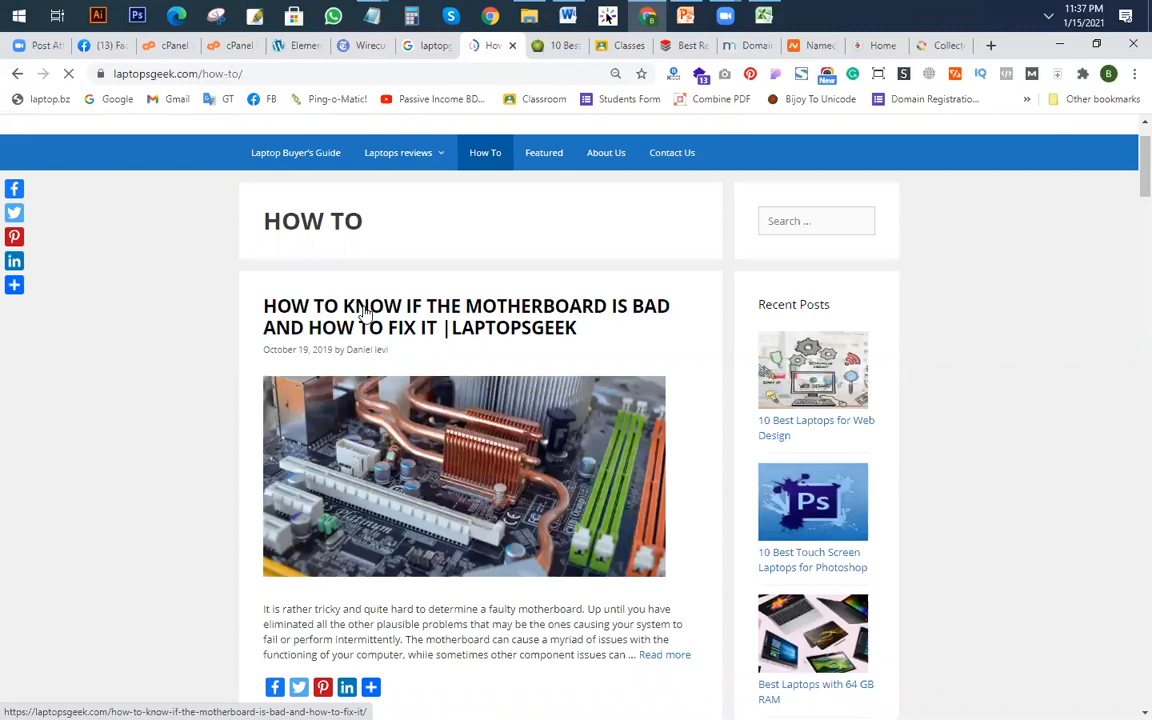 11:37 PM
1/15/2021
Post Af
(13) Fa
cPanel
cPanel
Elemen
Wirecu
laptop
Ho
10 Best
Classes
Best Re
Domai
Namec
Home
Collect
laptopsgeek.com/how-to/
13
New
B
laptop.bz
Google
Gmail
GT
FB
Ping-o-Matic!
Passive Income BD...
Classroom
Students Form
Combine PDF
Bijoy To Unicode
Domain Registratio...
»
Other bookmarks
Laptop Buyer's Guide
Laptops reviews
How To
Featured
About Us
Contact Us
HOW TO
Search ...
HOW TO KNOW IF THE MOTHERBOARD IS BAD
AND HOW TO FIX IT |LAPTOPSGEEK
October 19, 2019 by Daniel levi
Recent Posts
10 Best Laptops for Web
Design
Ps
10 Best Touch Screen
Laptops for Photoshop
It is rather tricky and quite hard to determine a faulty motherboard. Up until you have
eliminated all the other plausible problems that may be the ones causing your system to
fail or perform intermittently. The motherboard can cause a myriad of issues with the
functioning of your computer, while sometimes other component issues can ... Read more
Best Laptops with 64 GB
RAM
https://laptopsgeek.com/how-to-know-if-the-motherboard-is-bad-and-how-to-fix-it/